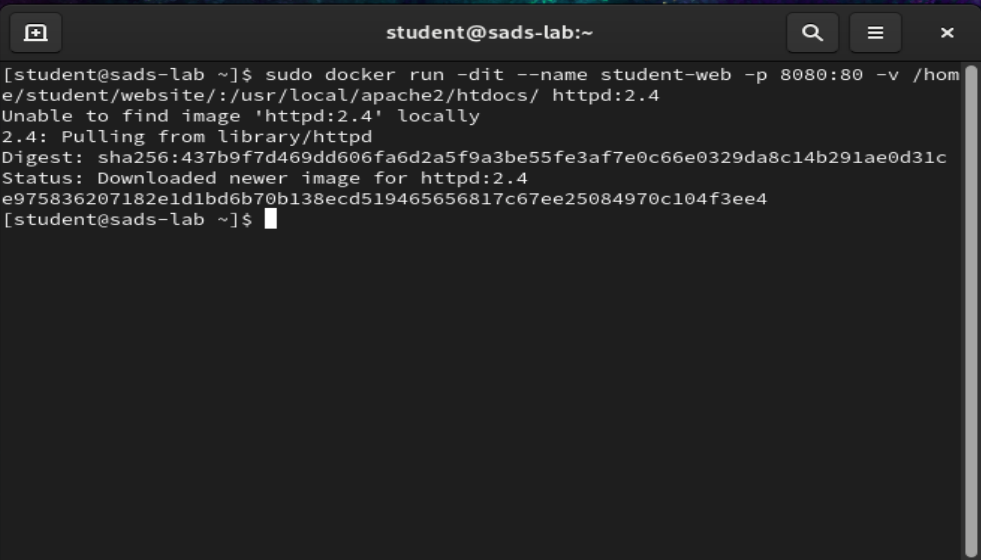 student@sads-lab:~
[student@sads-lab ~]$ sudo docker run -dit --name student-web -p 8080:80 -v /hom
e/student/website/:/usr/local/apache2/htdocs/ httpd:2.4
Unable to find image 'httpd:2.4' locally
2.4: Pulling from library/httpd
Digest: sha256:437b9f7d469dd606fa6d2a5f9a3be55fe3af7e0c66e0329da8c14b291ae0d31c
Status: Downloaded newer image for httpd:2.4
e975836207182e1d1bd6b70b138ecd519465656817c67ee25084970c104f3ee4
[student@sads-lab ~]$